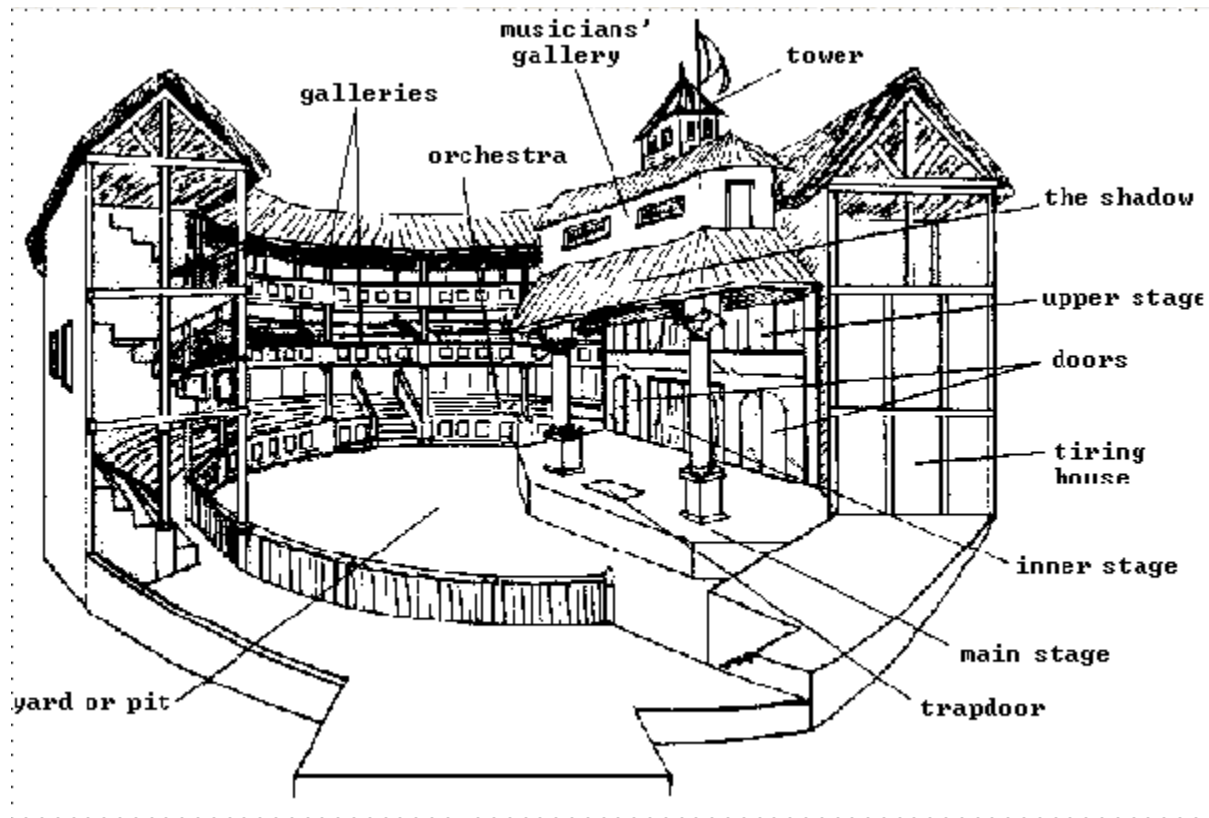 musicians'
gallery
tower
galleries
orchestra
the shadow
upper stage
doors
tiring
house
inner stage
main stage
yard or pit
trapdoor